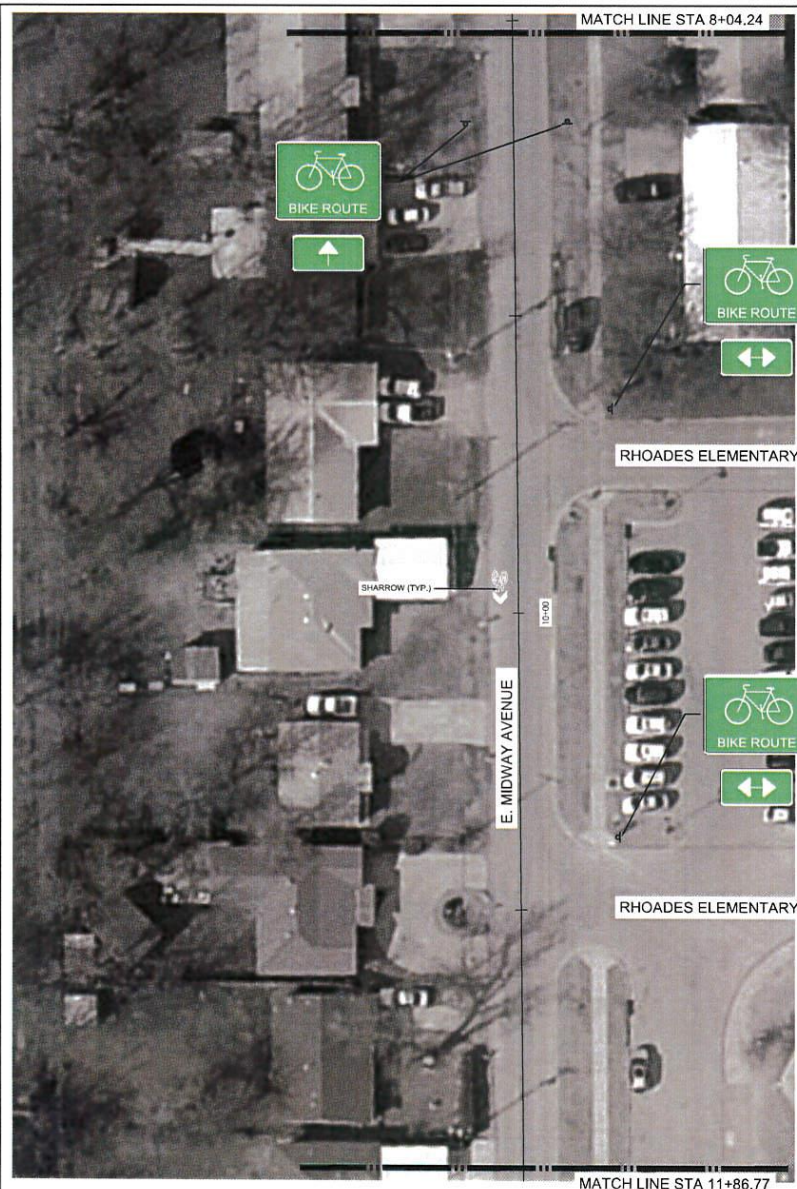 MATCH LINE STA 8+04.24
BIKE ROUTE
BIKE ROUTE
RHOADES ELEMENTARY
SHARROW (TYP.)
10+00
E. MIDWAY AVENUE
BIKE ROUTE
RHOADES ELEMENTARY
MATCH LINE STA 11+86.77